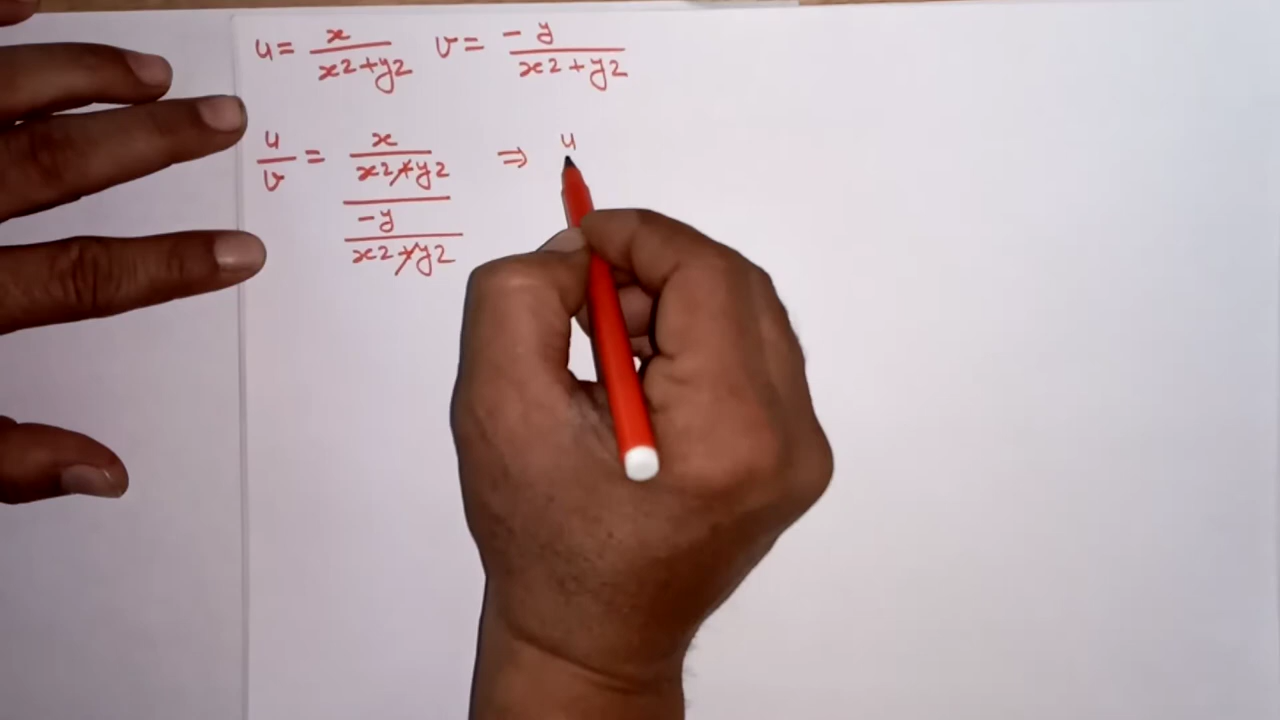 u = x / x2+y2 v = -y / x2+y2
u / v = x / x2+y2 / -y / x2+y2 ⇒ u